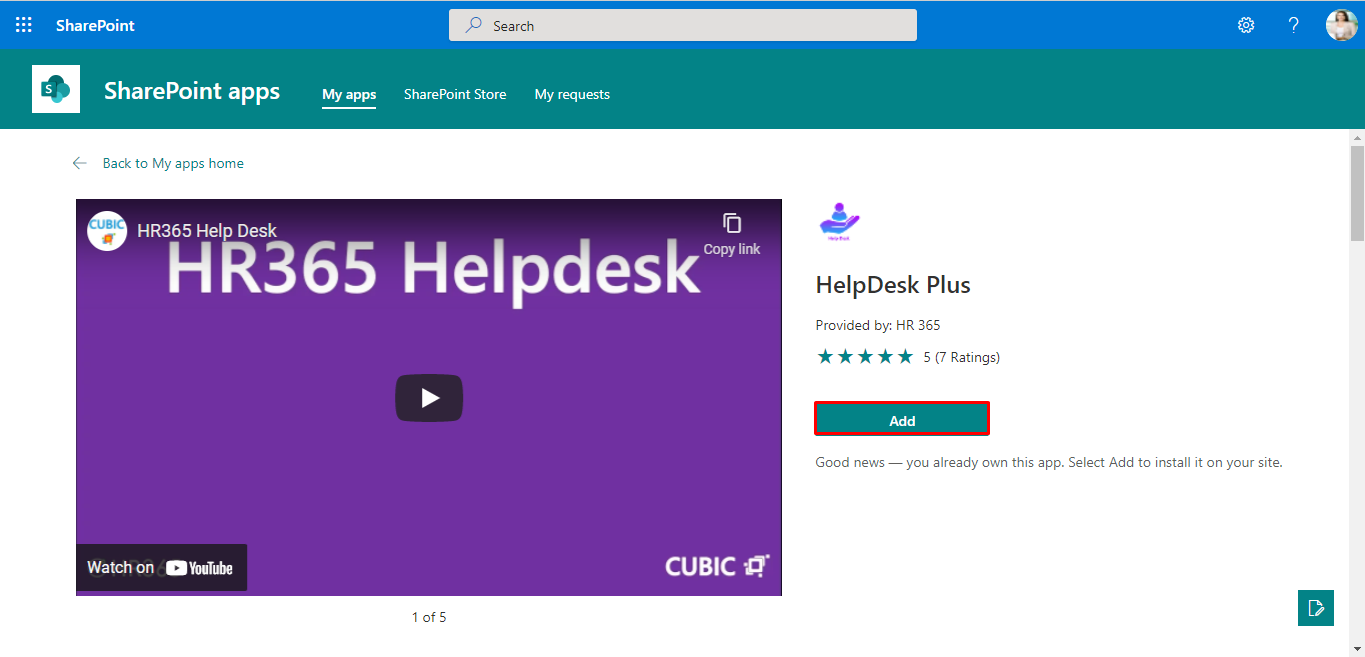 SharePoint
Search
?
S
SharePoint apps
My apps
SharePoint Store
My requests
Back to My apps home
CUBIC
HR365 Help Desk
Copy link
HR365 Helpdesk
Watch on YouTube
CUBIC
1 of 5
HelpDesk Plus
Provided by: HR 365
5 (7 Ratings)
Add
Good news — you already own this app. Select Add to install it on your site.